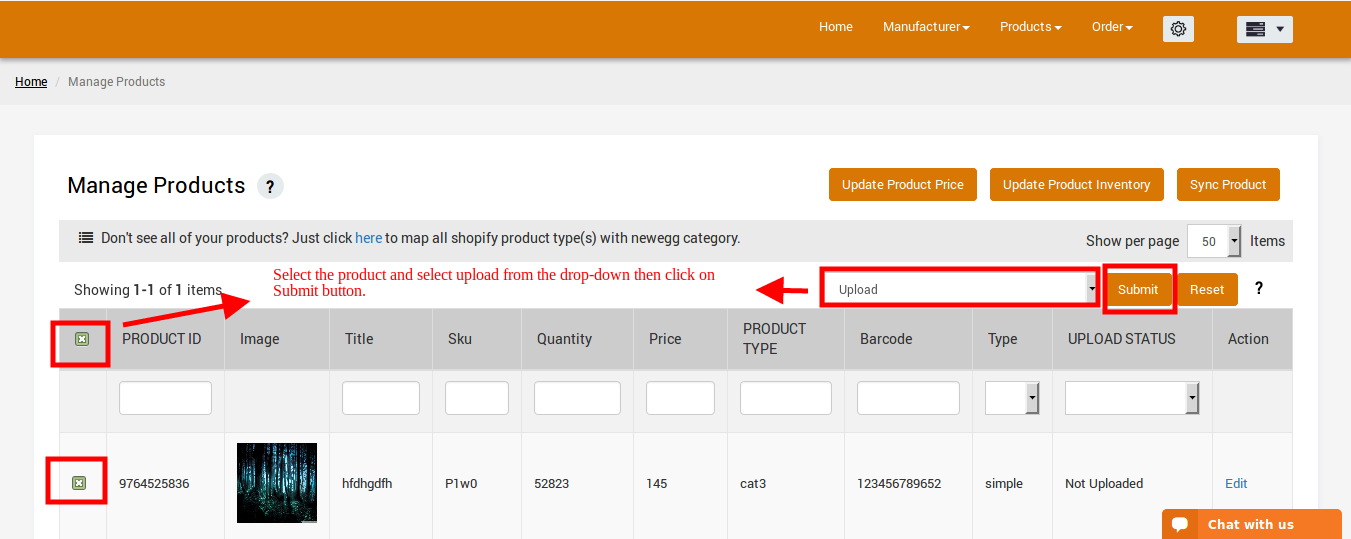 Home Manufacturer Products Order
Home / Manage Products
Manage Products ? Update Product Price Update Product Inventory Sync Product
Don't see all of your products? Just click here to map all shopify product type(s) with newegg category. Show per page 50 Items
Select the product and select upload from the drop-down then click on
Submit button.
Showing 1-1 of 1 items. Upload Submit Reset ?
PRODUCT ID Image Title Sku Quantity Price PRODUCT TYPE Barcode Type UPLOAD STATUS Action
9764525836 hfdhgdfh P1w0 52823 145 cat3 123456789652 simple Not Uploaded Edit
Chat with us